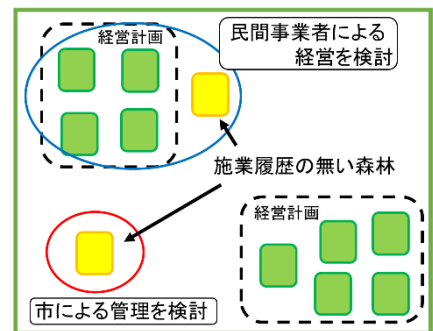 経営計画
民間事業者による
経営を検討
施業履歴の無い森林
経営計画
市による管理を検討